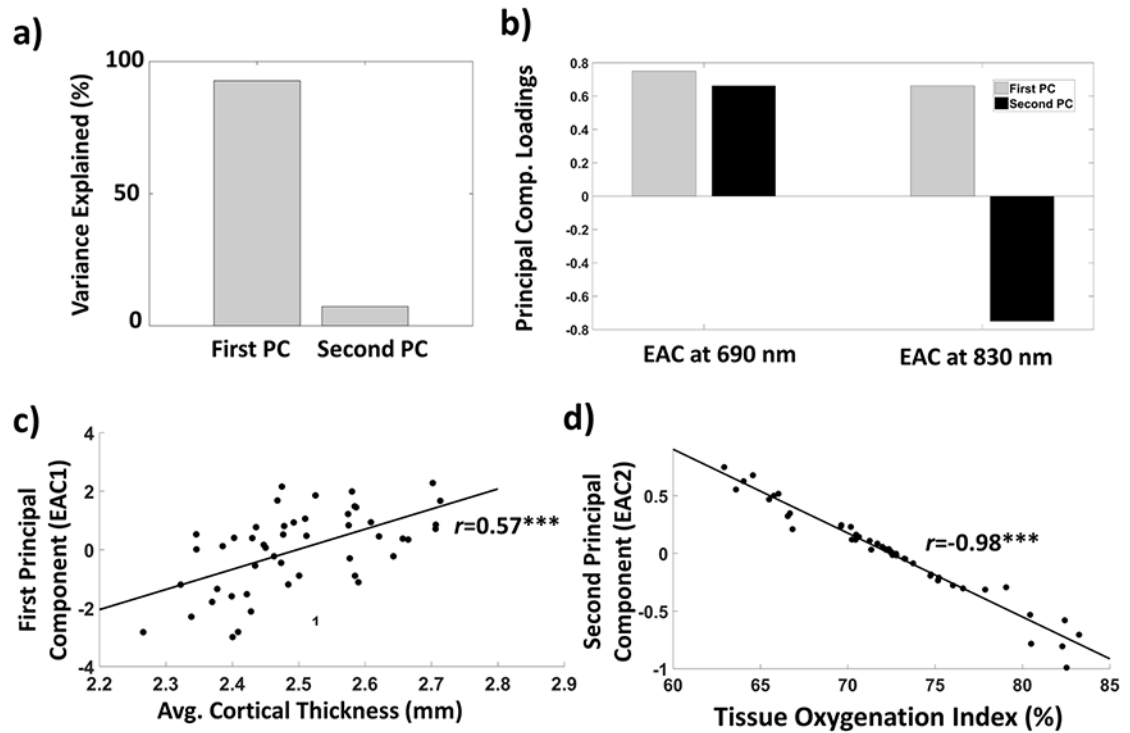 a)
Variance Explained (%)
100
50
0
First PC Second PC
b)
Principal Comp. Loadings
0.8
0.6
0.4
0.2
0
-0.2
-0.4
-0.6
-0.8
First PC
Second PC
EAC at 690 nm
EAC at 830 nm
c)
First Principal
Component (EAC1)
4
2
0
-2
-4
r=0.57***
1
2.2 2.3 2.4 2.5 2.6 2.7 2.8 2.9
Avg. Cortical Thickness (mm)
d)
Second Principal
Component (EAC2)
0.5
0
-0.5
-1
r=-0.98***
60 65 70 75 80 85
Tissue Oxygenation Index (%)